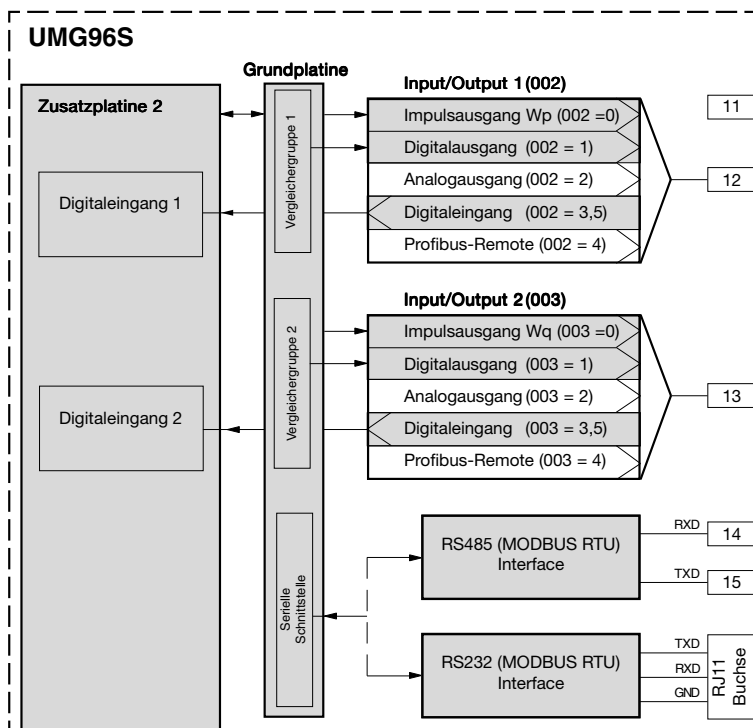 UMG96S
Grundplatine
Zusatzplatine 2
Digitaleingang 1
Digitaleingang 2
Vergleichergruppe 1
Vergleichergruppe 2
Serielle
Schnittstelle
Input/Output 1 (002)
Impulsausgang Wp (002 =0)
Digitalausgang (002 = 1)
Analogausgang (002 = 2)
Digitaleingang (002 = 3,5)
Profibus-Remote (002 = 4)
11
12
Input/Output 2 (003)
Impulsausgang Wq (003 =0)
Digitalausgang (003 = 1)
Analogausgang (003 = 2)
Digitaleingang (003 = 3,5)
Profibus-Remote (003 = 4)
13
RS485 (MODBUS RTU)
Interface
RXD
14
TXD
15
RS232 (MODBUS RTU)
Interface
TXD
RXD
GND
RJ11
Buchse